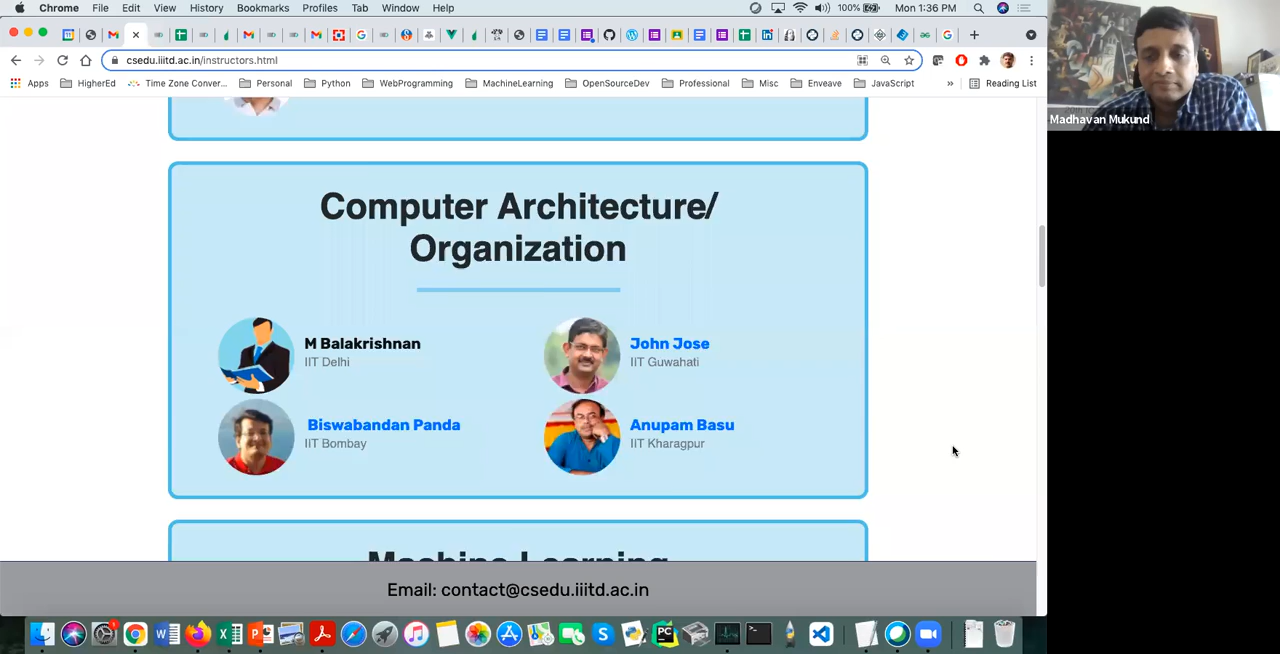 Chrome File Edit View History Bookmarks Profiles Tab Window Help 100% Mon 1:36 PM
csedu.iiitd.ac.in/instructors.html
Apps HigherEd Time Zone Conver... Personal Python WebProgramming MachineLearning OpenSourceDev Professional Misc Enveave JavaScript » Reading List
Madhavan Mukund
Computer Architecture/
Organization
M Balakrishnan
IIT Delhi
John Jose
IIT Guwahati
Biswabandan Panda
IIT Bombay
Anupam Basu
IIT Kharagpur
Machine Learning
Email: contact@csedu.iiitd.ac.in